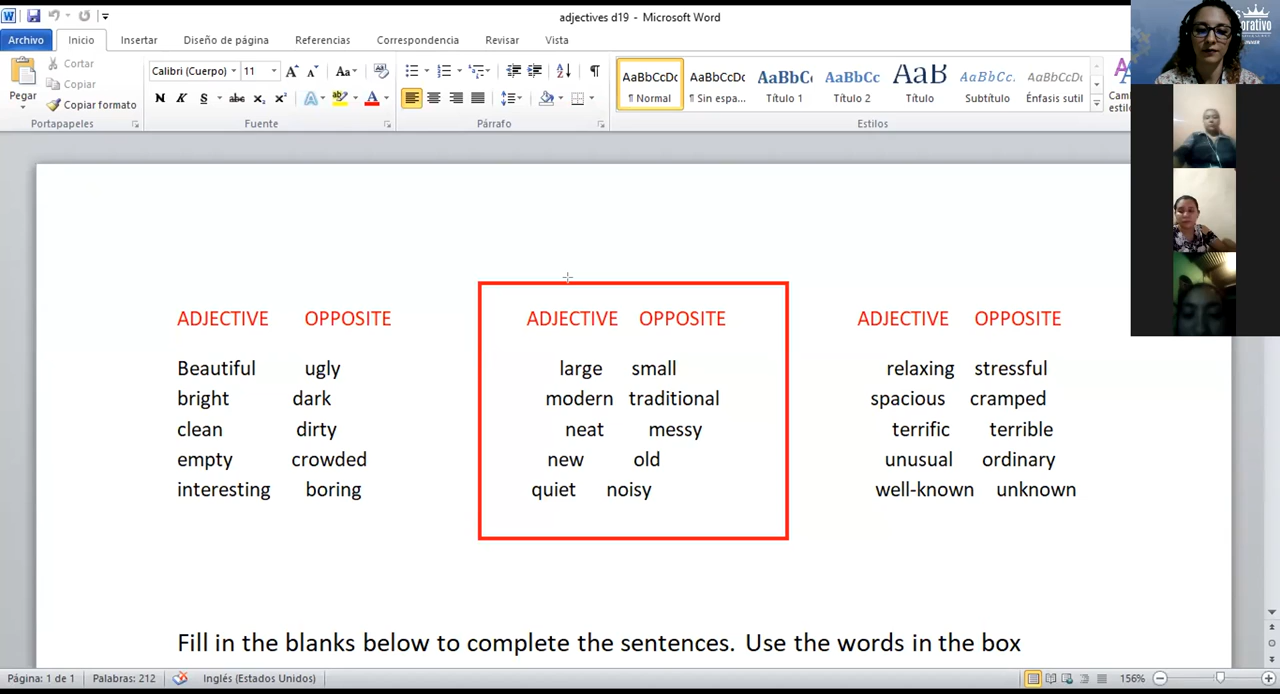 adjectives d19 - Microsoft Word
Archivo Inicio Insertar Diseño de página Referencias Correspondencia Revisar Vista
Pegar
Cortar
Copiar
Copiar formato
Portapapeles
Calibri (Cuerpo) 11
Fuente
Párrafo
AaBbCcDc AaBbCcDc AaBbC AaBbCc AaB AaBbCc. AaBbCcDc
¶ Normal ¶ Sin espa... Título 1 Título 2 Título Subtítulo Énfasis sutil
Estilos
ADJECTIVE OPPOSITE
Beautiful ugly
bright dark
clean dirty
empty crowded
interesting boring
ADJECTIVE OPPOSITE
large small
modern traditional
neat messy
new old
quiet noisy
ADJECTIVE OPPOSITE
relaxing stressful
spacious cramped
terrific terrible
unusual ordinary
well-known unknown
Fill in the blanks below to complete the sentences. Use the words in the box
Página: 1 de 1 Palabras: 212 Inglés (Estados Unidos) 156%